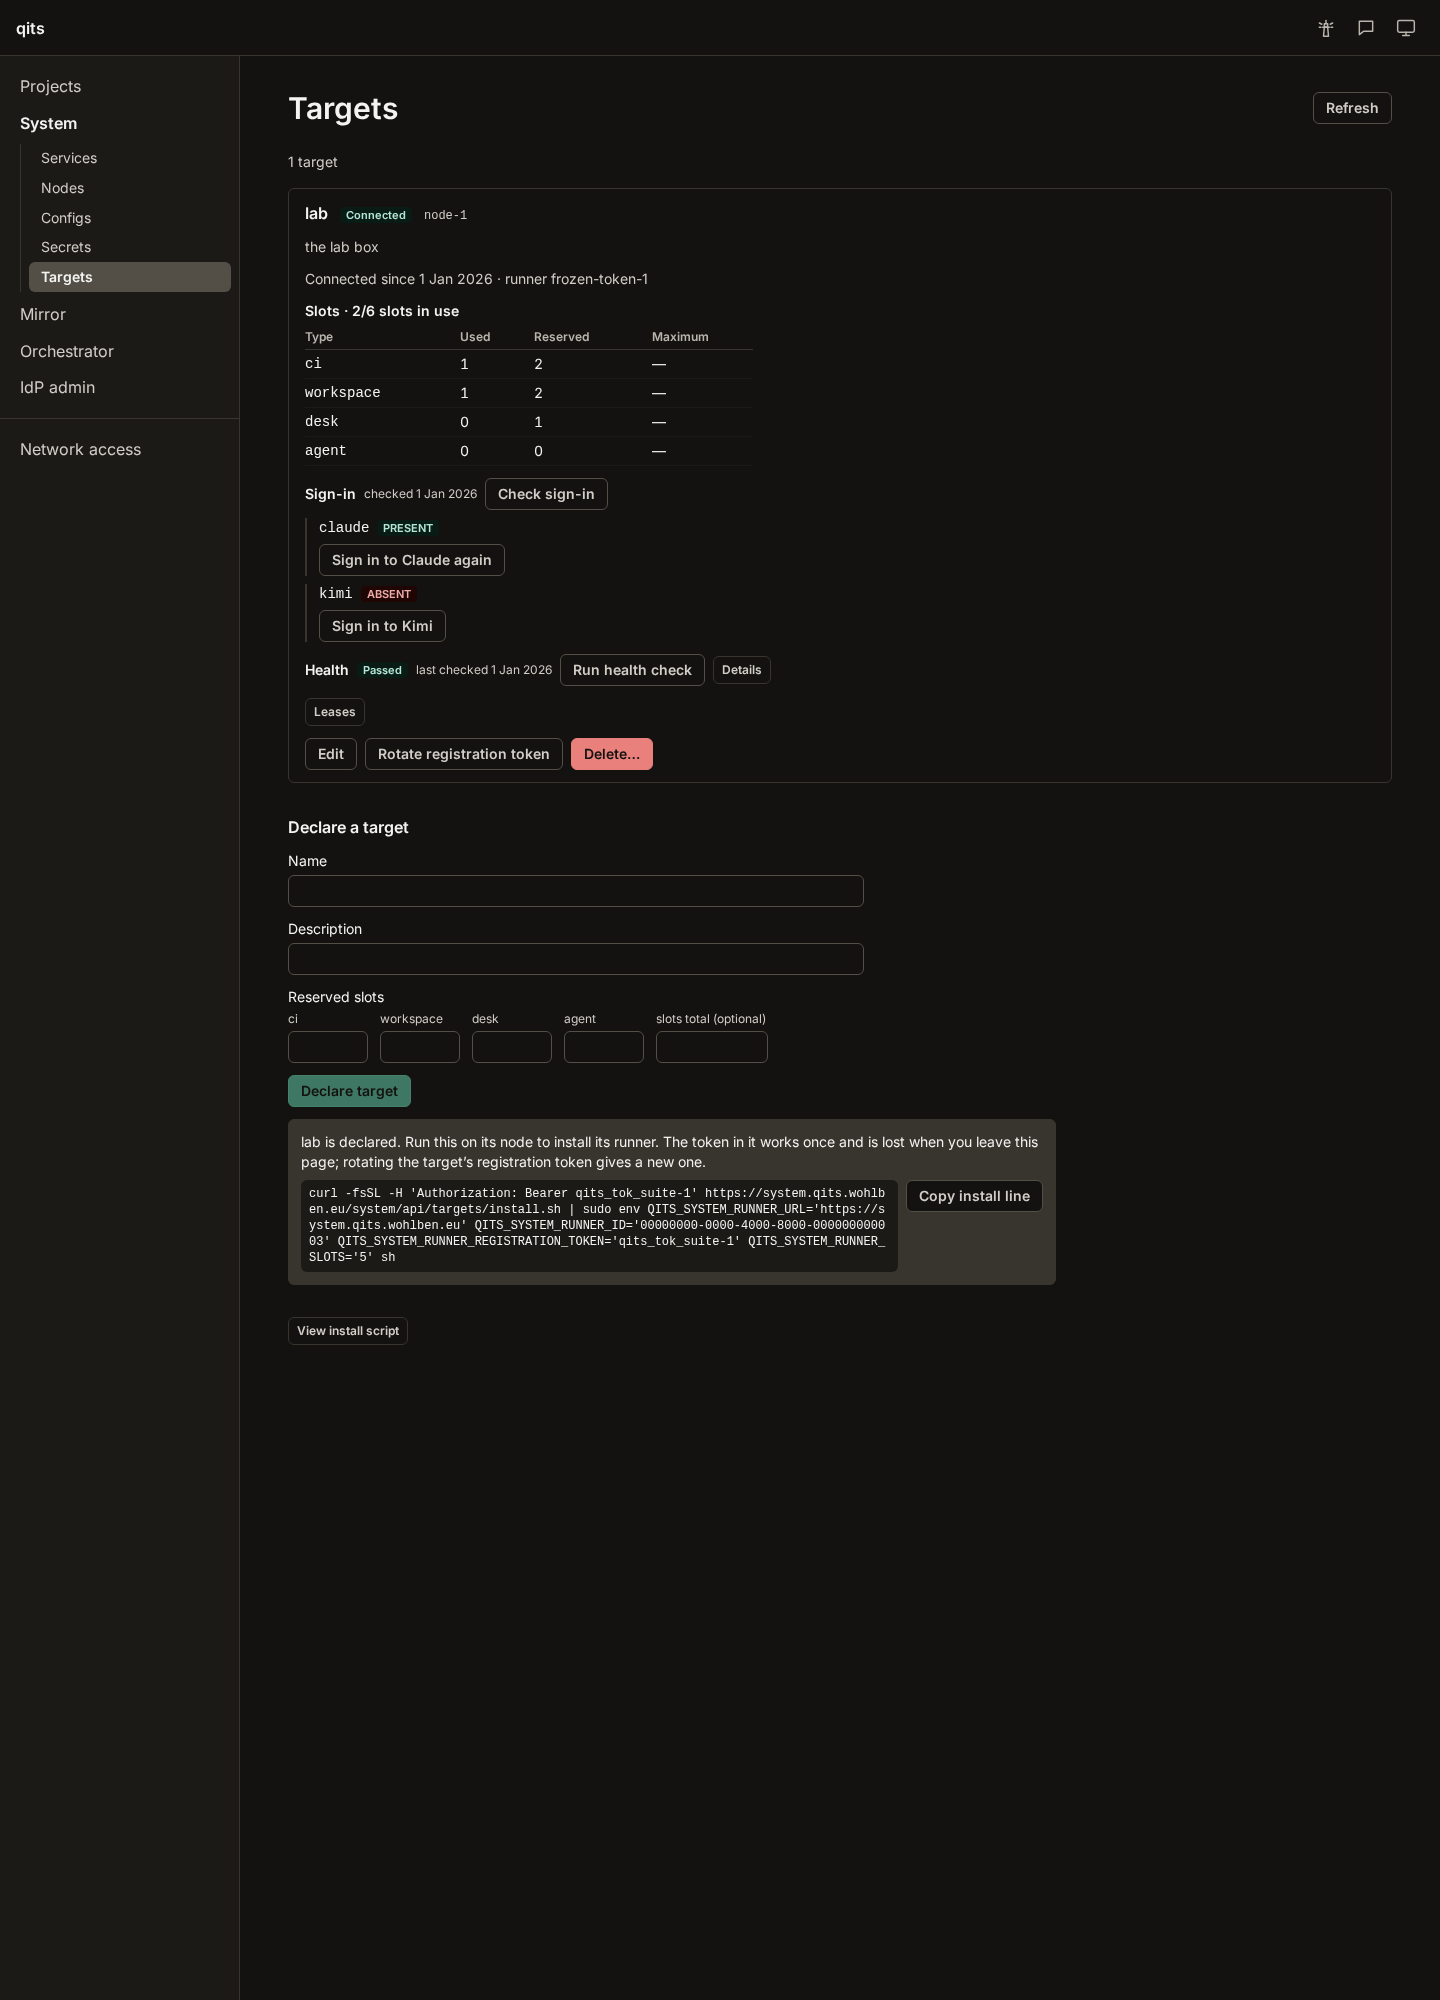 qits
Projects
System
Services
Nodes
Configs
Secrets
Targets
Mirror
Orchestrator
IdP admin
Network access
Targets
Refresh
1 target
lab Connected node-1
the lab box
Connected since 1 Jan 2026 · runner frozen-token-1
Slots · 2/6 slots in use
Type Used Reserved Maximum
ci 1 2 —
workspace 1 2 —
desk 0 1 —
agent 0 0 —
Sign-in checked 1 Jan 2026 Check sign-in
claude PRESENT
Sign in to Claude again
kimi ABSENT
Sign in to Kimi
Health Passed last checked 1 Jan 2026 Run health check Details
Leases
Edit Rotate registration token Delete…
Declare a target
Name
Description
Reserved slots
ci workspace desk agent slots total (optional)
Declare target
lab is declared. Run this on its node to install its runner. The token in it works once and is lost when you leave this
page; rotating the target’s registration token gives a new one.
curl -fsSL -H 'Authorization: Bearer qits_tok_suite-1' https://system.qits.wohlb
en.eu/system/api/targets/install.sh | sudo env QITS_SYSTEM_RUNNER_URL='https://s
ystem.qits.wohlben.eu' QITS_SYSTEM_RUNNER_ID='00000000-0000-4000-8000-0000000000
03' QITS_SYSTEM_RUNNER_REGISTRATION_TOKEN='qits_tok_suite-1' QITS_SYSTEM_RUNNER_
SLOTS='5' sh
Copy install line
View install script